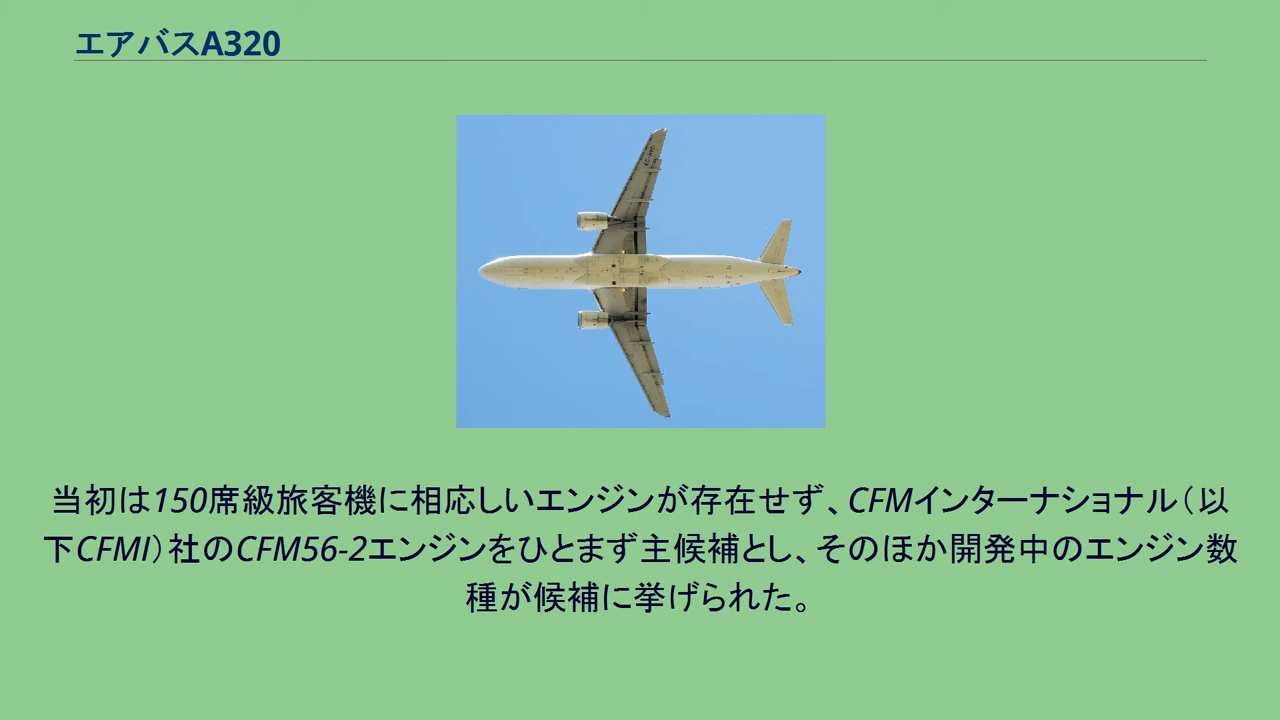 エアバスA320
当初は150席級旅客機に相応しいエンジンが存在せず、CFMインターナショナル（以
下CFMI）社のCFM56-2エンジンをひとまず主候補とし、そのほか開発中のエンジン数
種が候補に挙げられた。